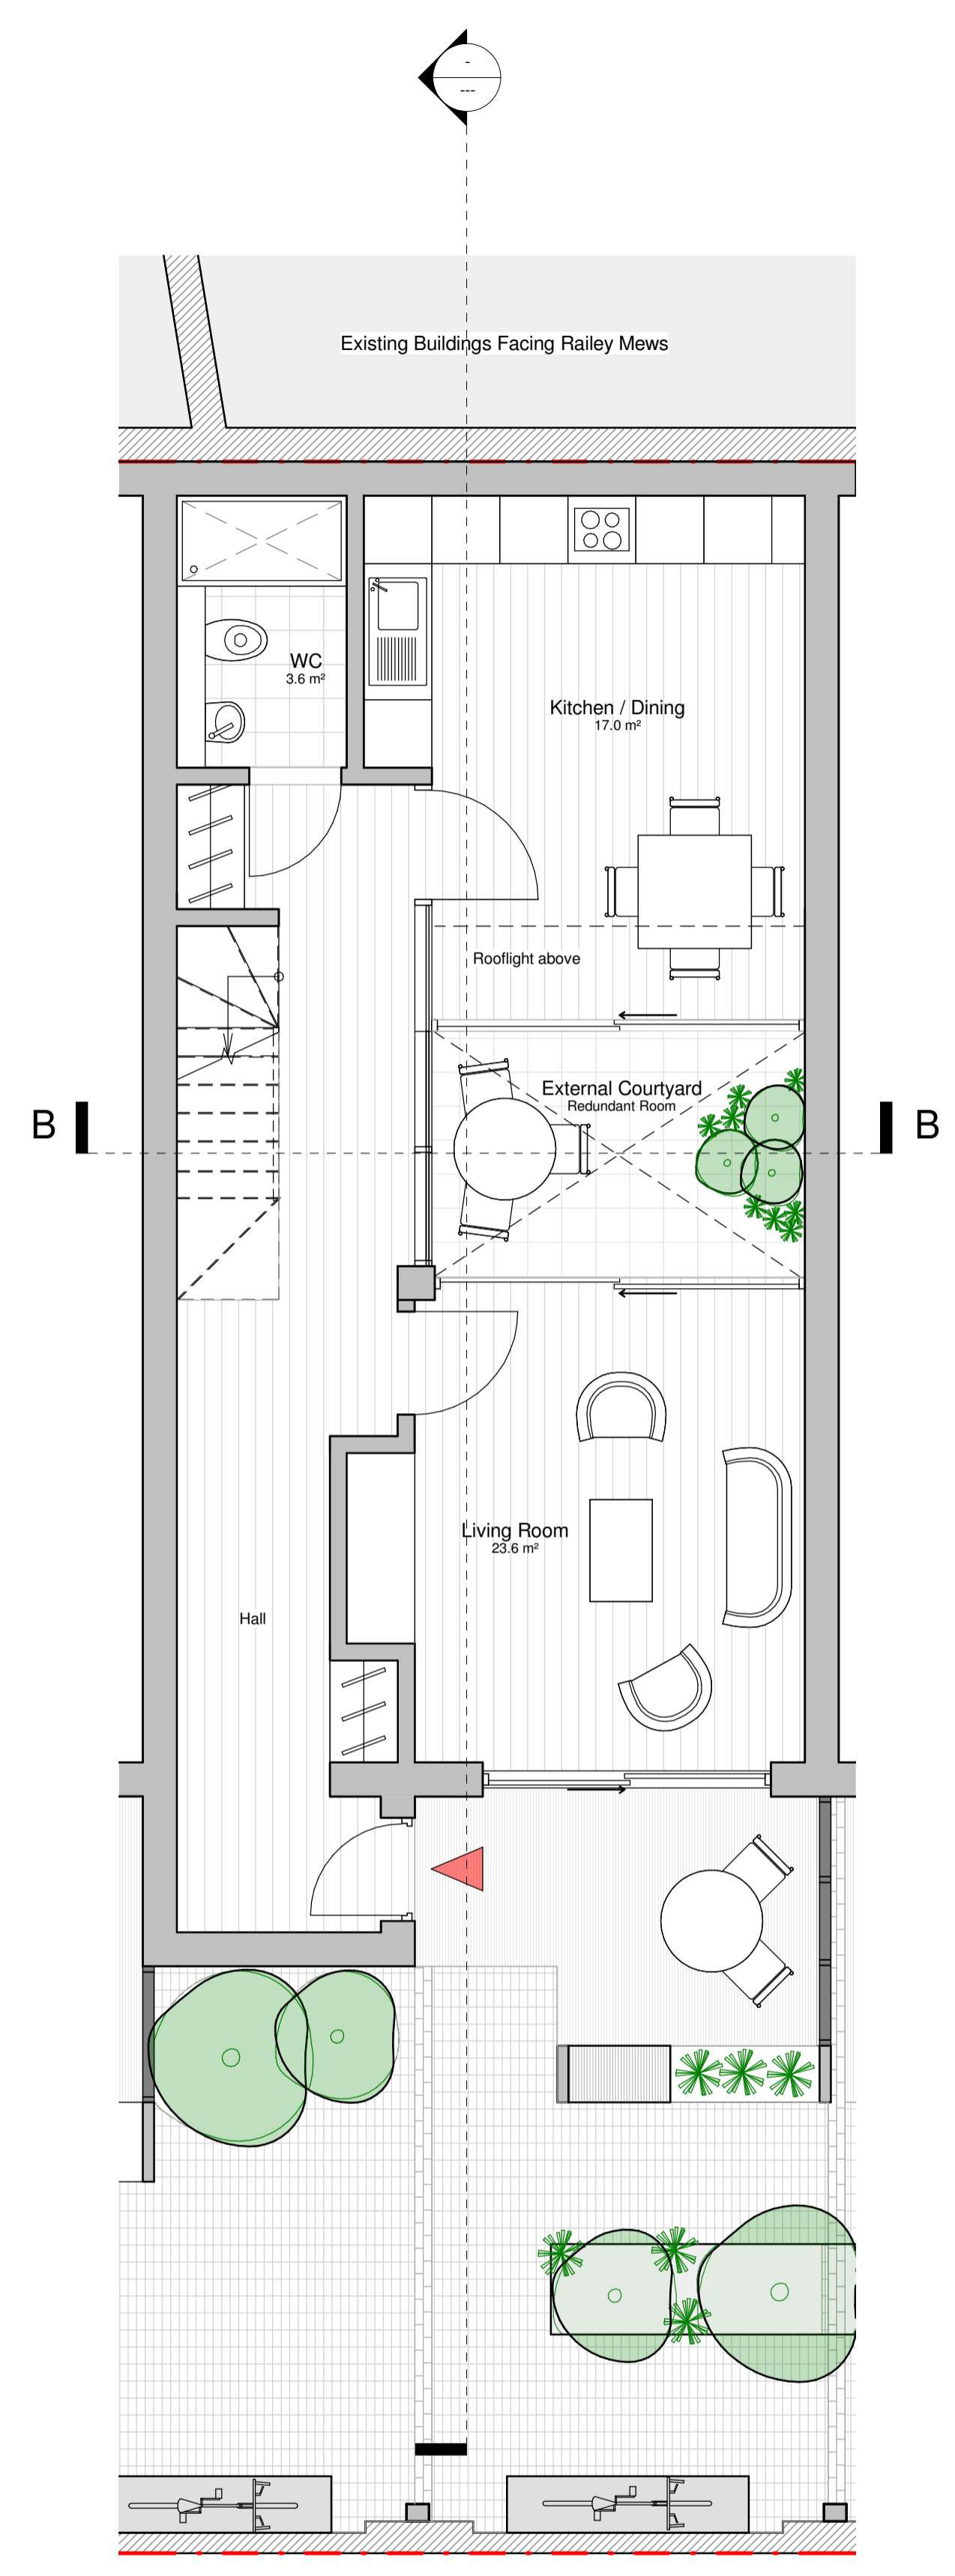 -
---
Existing Buildings Facing Railey Mews
WC
3.6 m²
Kitchen / Dining
17.0 m²
Rooflight above
External Courtyard
Redundant Room
B
B
Living Room
23.6 m²
Hall